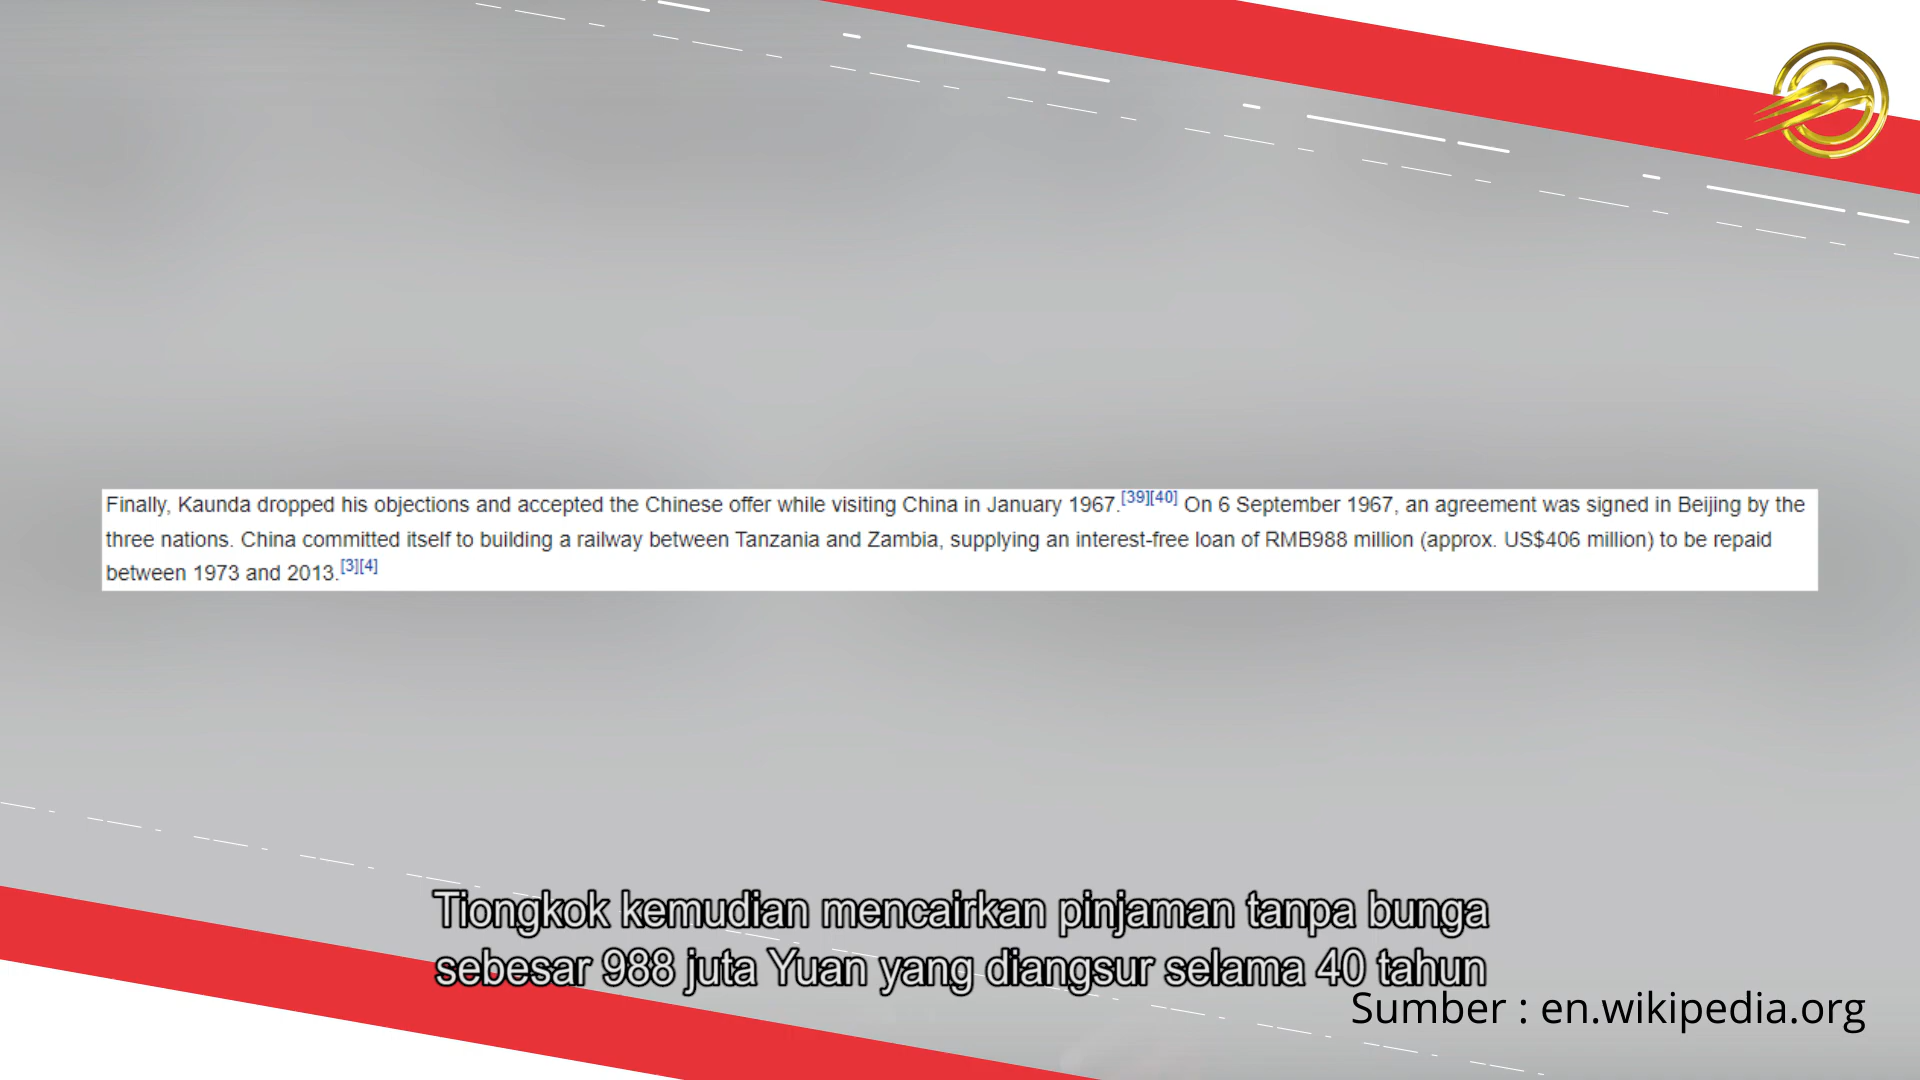 Finally, Kaunda dropped his objections and accepted the Chinese offer while visiting China in January 1967.[39][40] On 6 September 1967, an agreement was signed in Beijing by the
three nations. China committed itself to building a railway between Tanzania and Zambia, supplying an interest-free loan of RMB988 million (approx. US$406 million) to be repaid
between 1973 and 2013.[3][4]
Tiongkok kemudian mencairkan pinjaman tanpa bunga
sebesar 988 juta Yuan yang diangsur selama 40 tahun
Sumber : en.wikipedia.org